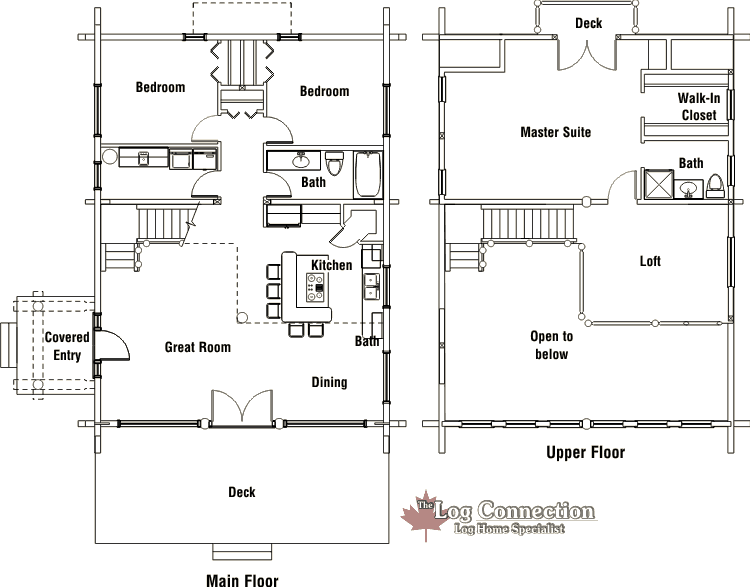 Deck
Bedroom
Bedroom
Walk-In
Closet
Master Suite
Bath
Bath
Kitchen
Loft
Covered
Entry
Great Room
Bath
Dining
Open to
below
Upper Floor
Deck
The Log Connection
Log Home Specialist
Main Floor